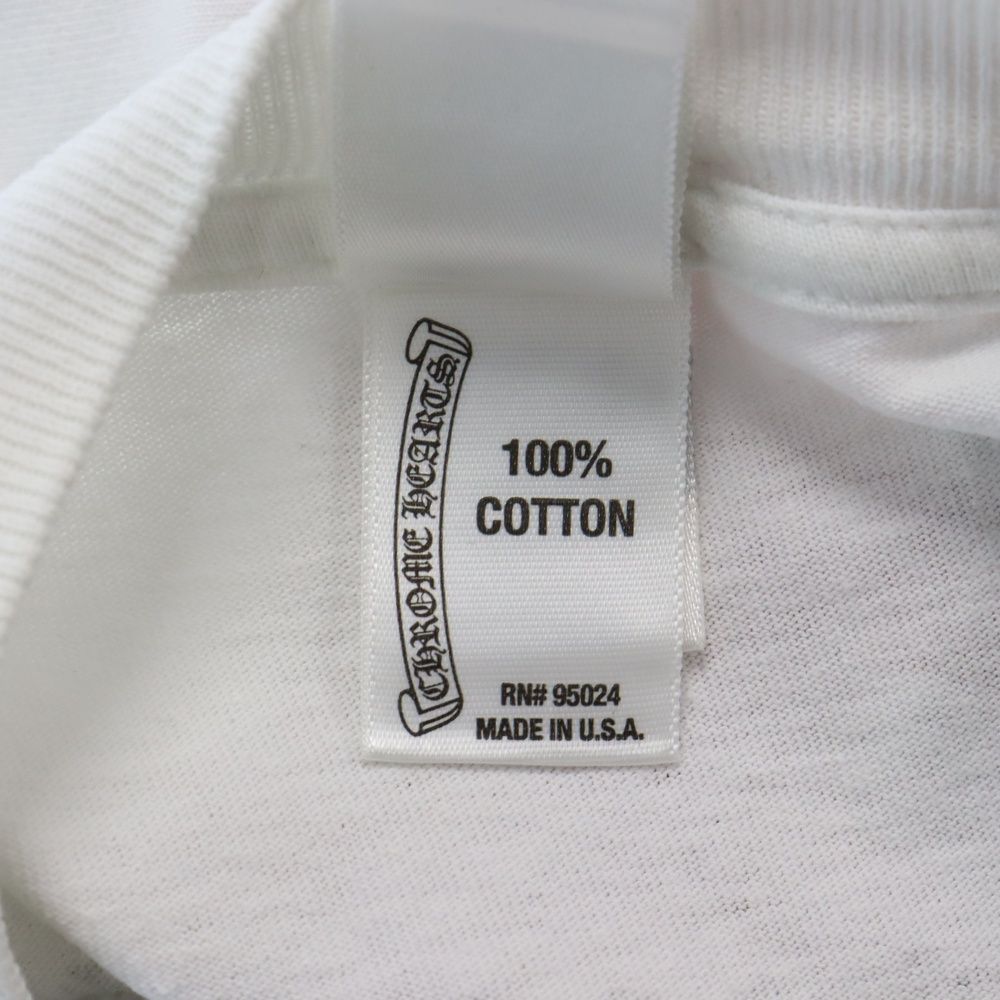 CHROME HEARTS
100%
COTTON
RN# 95024
MADE IN U.S.A.